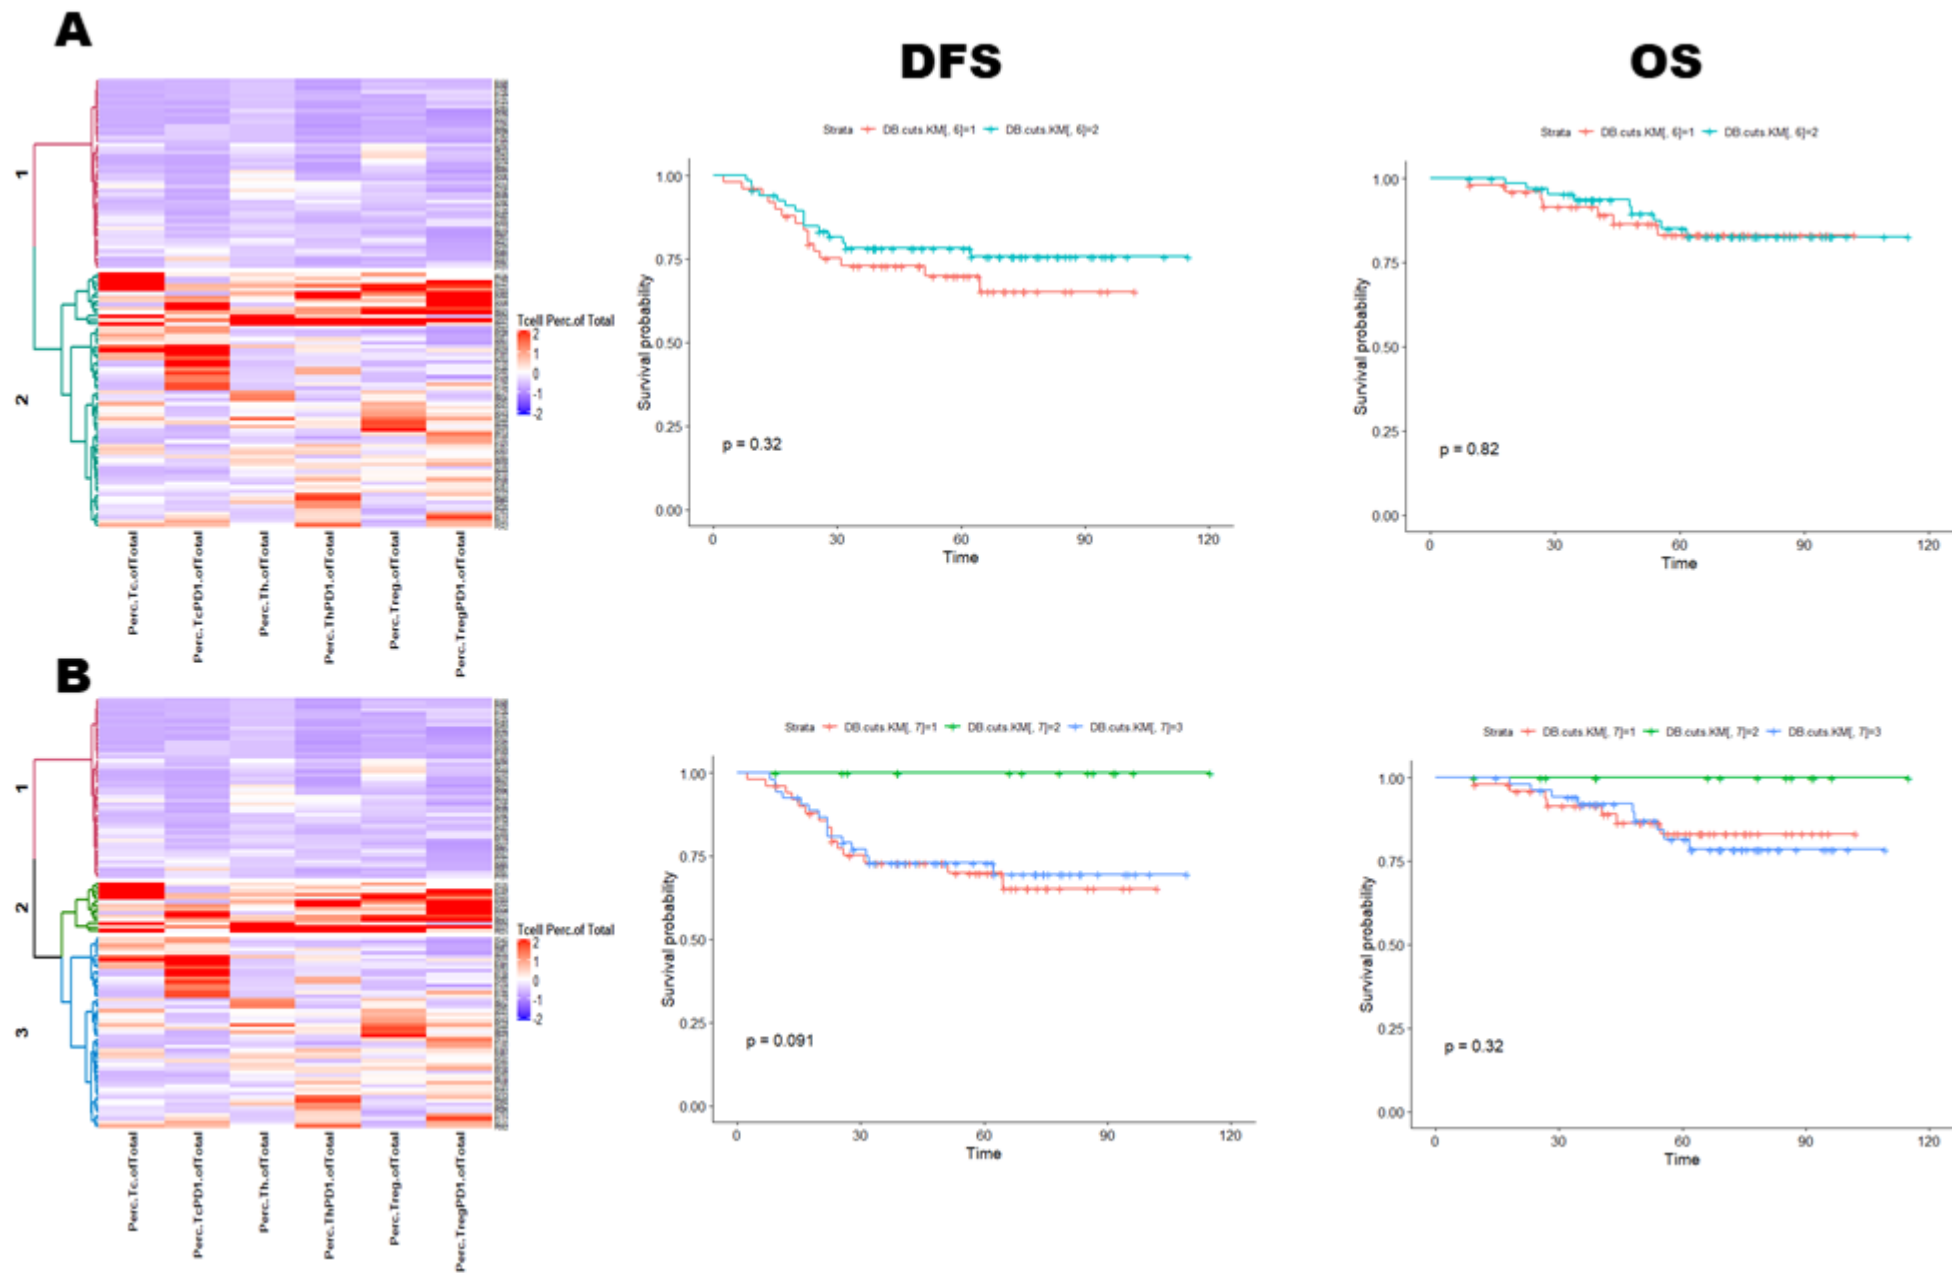 A
DFS
OS
Strata DB.cuts.KM[, 6]=1 DB.cuts.KM[, 6]=2
Strata DB.cuts.KM[, 6]=1 DB.cuts.KM[, 6]=2
1
2
Tcell Perc.of Total
2
1
0
-1
-2
Perc.Tc.ofTotal
Perc.TcPD1.ofTotal
Perc.Th.ofTotal
Perc.ThPD1.ofTotal
Perc.Treg.ofTotal
Perc.TregPD1.ofTotal
Survival probability
1.00
0.75
0.50
0.25
0.00
p = 0.32
0 30 60 90 120
Time
Survival probability
1.00
0.75
0.50
0.25
0.00
p = 0.82
0 30 60 90 120
Time
B
Strata DB.cuts.KM[, 7]=1 DB.cuts.KM[, 7]=2 DB.cuts.KM[, 7]=3
Strata DB.cuts.KM[, 7]=1 DB.cuts.KM[, 7]=2 DB.cuts.KM[, 7]=3
1
2
3
Tcell Perc.of Total
2
1
0
-1
-2
Perc.Tc.ofTotal
Perc.TcPD1.ofTotal
Perc.Th.ofTotal
Perc.ThPD1.ofTotal
Perc.Treg.ofTotal
Perc.TregPD1.ofTotal
Survival probability
1.00
0.75
0.50
0.25
0.00
p = 0.091
0 30 60 90 120
Time
Survival probability
1.00
0.75
0.50
0.25
0.00
p = 0.32
0 30 60 90 120
Time